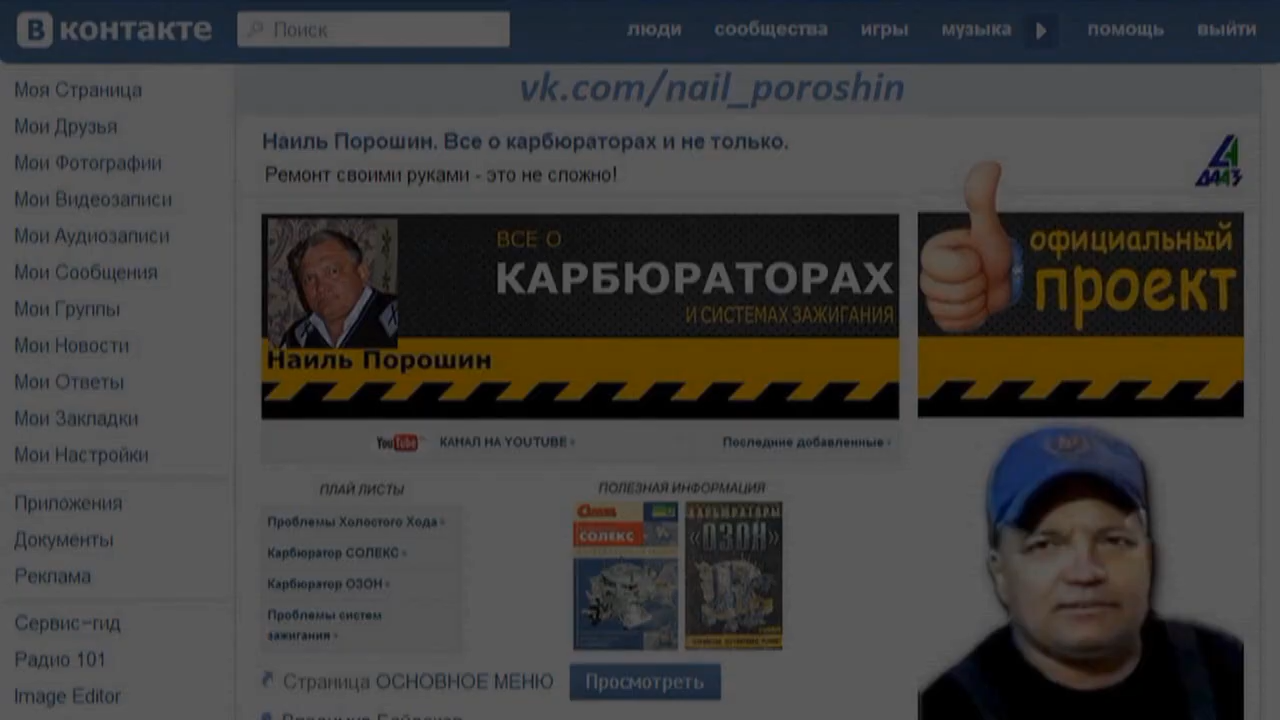 В контакте
Поиск
люди сообщества игры музыка помощь выйти
vk.com/nail_poroshin
Моя Страница
Мои Друзья
Мои Фотографии
Мои Видеозаписи
Мои Аудиозаписи
Мои Сообщения
Мои Группы
Мои Новости
Мои Ответы
Мои Закладки
Мои Настройки
Приложения
Документы
Реклама
Сервис-гид
Радио 101
Image Editor
Наиль Порошин. Все о карбюраторах и не только.
Ремонт своими руками - это не сложно!
ДААЗ
ВСЕ О
КАРБЮРАТОРАХ
И СИСТЕМАХ ЗАЖИГАНИЯ
Наиль Порошин
официальный
проект
YouTube КАНАЛ НА YOUTUBE
Последние добавленные
ПЛАЙ ЛИСТЫ
Проблемы Холостого Хода
Карбюратор СОЛЕКС
Карбюратор ОЗОН
Проблемы систем
зажигания
ПОЛЕЗНАЯ ИНФОРМАЦИЯ
СОЛЕКС
КАРБЮРАТОРЫ
«ОЗОН»
Страница ОСНОВНОЕ МЕНЮ
Просмотреть